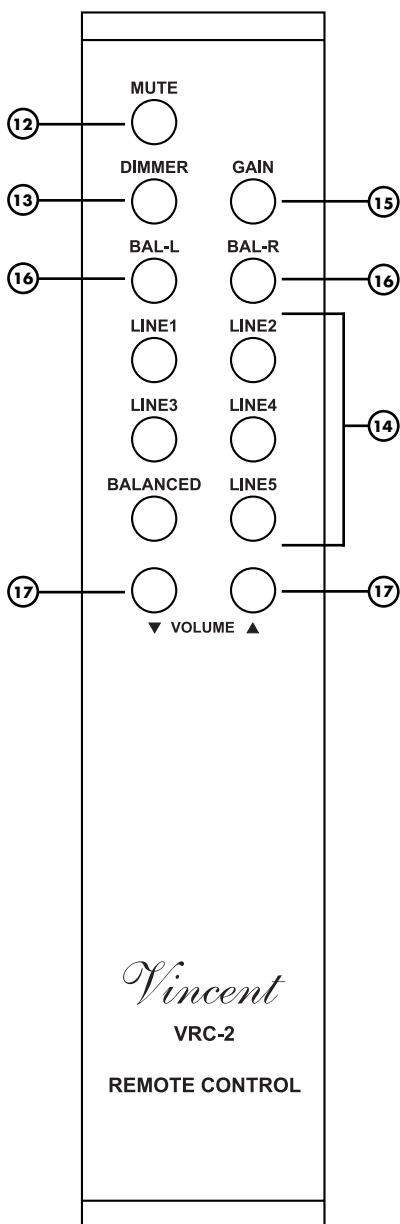 MUTE
12
DIMMER GAIN
13 15
BAL-L BAL-R
16 16
LINE1 LINE2
LINE3 LINE4
14
BALANCED LINE5
17 17
▼ VOLUME ▲
Vincent
VRC-2
REMOTE CONTROL